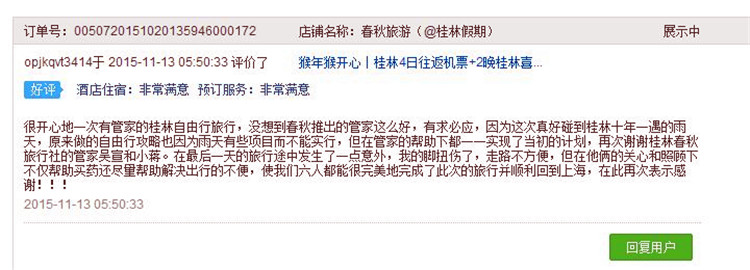 订单号：005072015102013594​6000172 店铺名称：春秋旅游（@桂林假期） 展示中
opjkqvt3414于 2015-11-13 05:50:33 评价了 猴年猴开心丨桂林4日往返机票+2晚桂林喜...
好评 酒店住宿：非常满意 预订服务：非常满意
很开心地一次有管家的桂林自由行旅行，没想到春秋推出的管家这么好，有求必应，因为这次真好碰到桂林十年一遇的雨
天，原来做的自由行攻略也因为雨天有些项目而不能实行，但在管家的帮助下都一一实现了当初的计划，再次谢谢桂林春秋
旅行社的管家吴宣和小蒋。在最后一天的旅行途中发生了一点意外，我的脚扭伤了，走路不方便，但在他俩的关心和照顾下
不仅帮助买药还尽量帮助解决出行的不便，使我们六人都能很完美地完成了此次的旅行并顺利回到上海，在此再次表示感
谢！！！
2015-11-13 05:50:33
回复用户